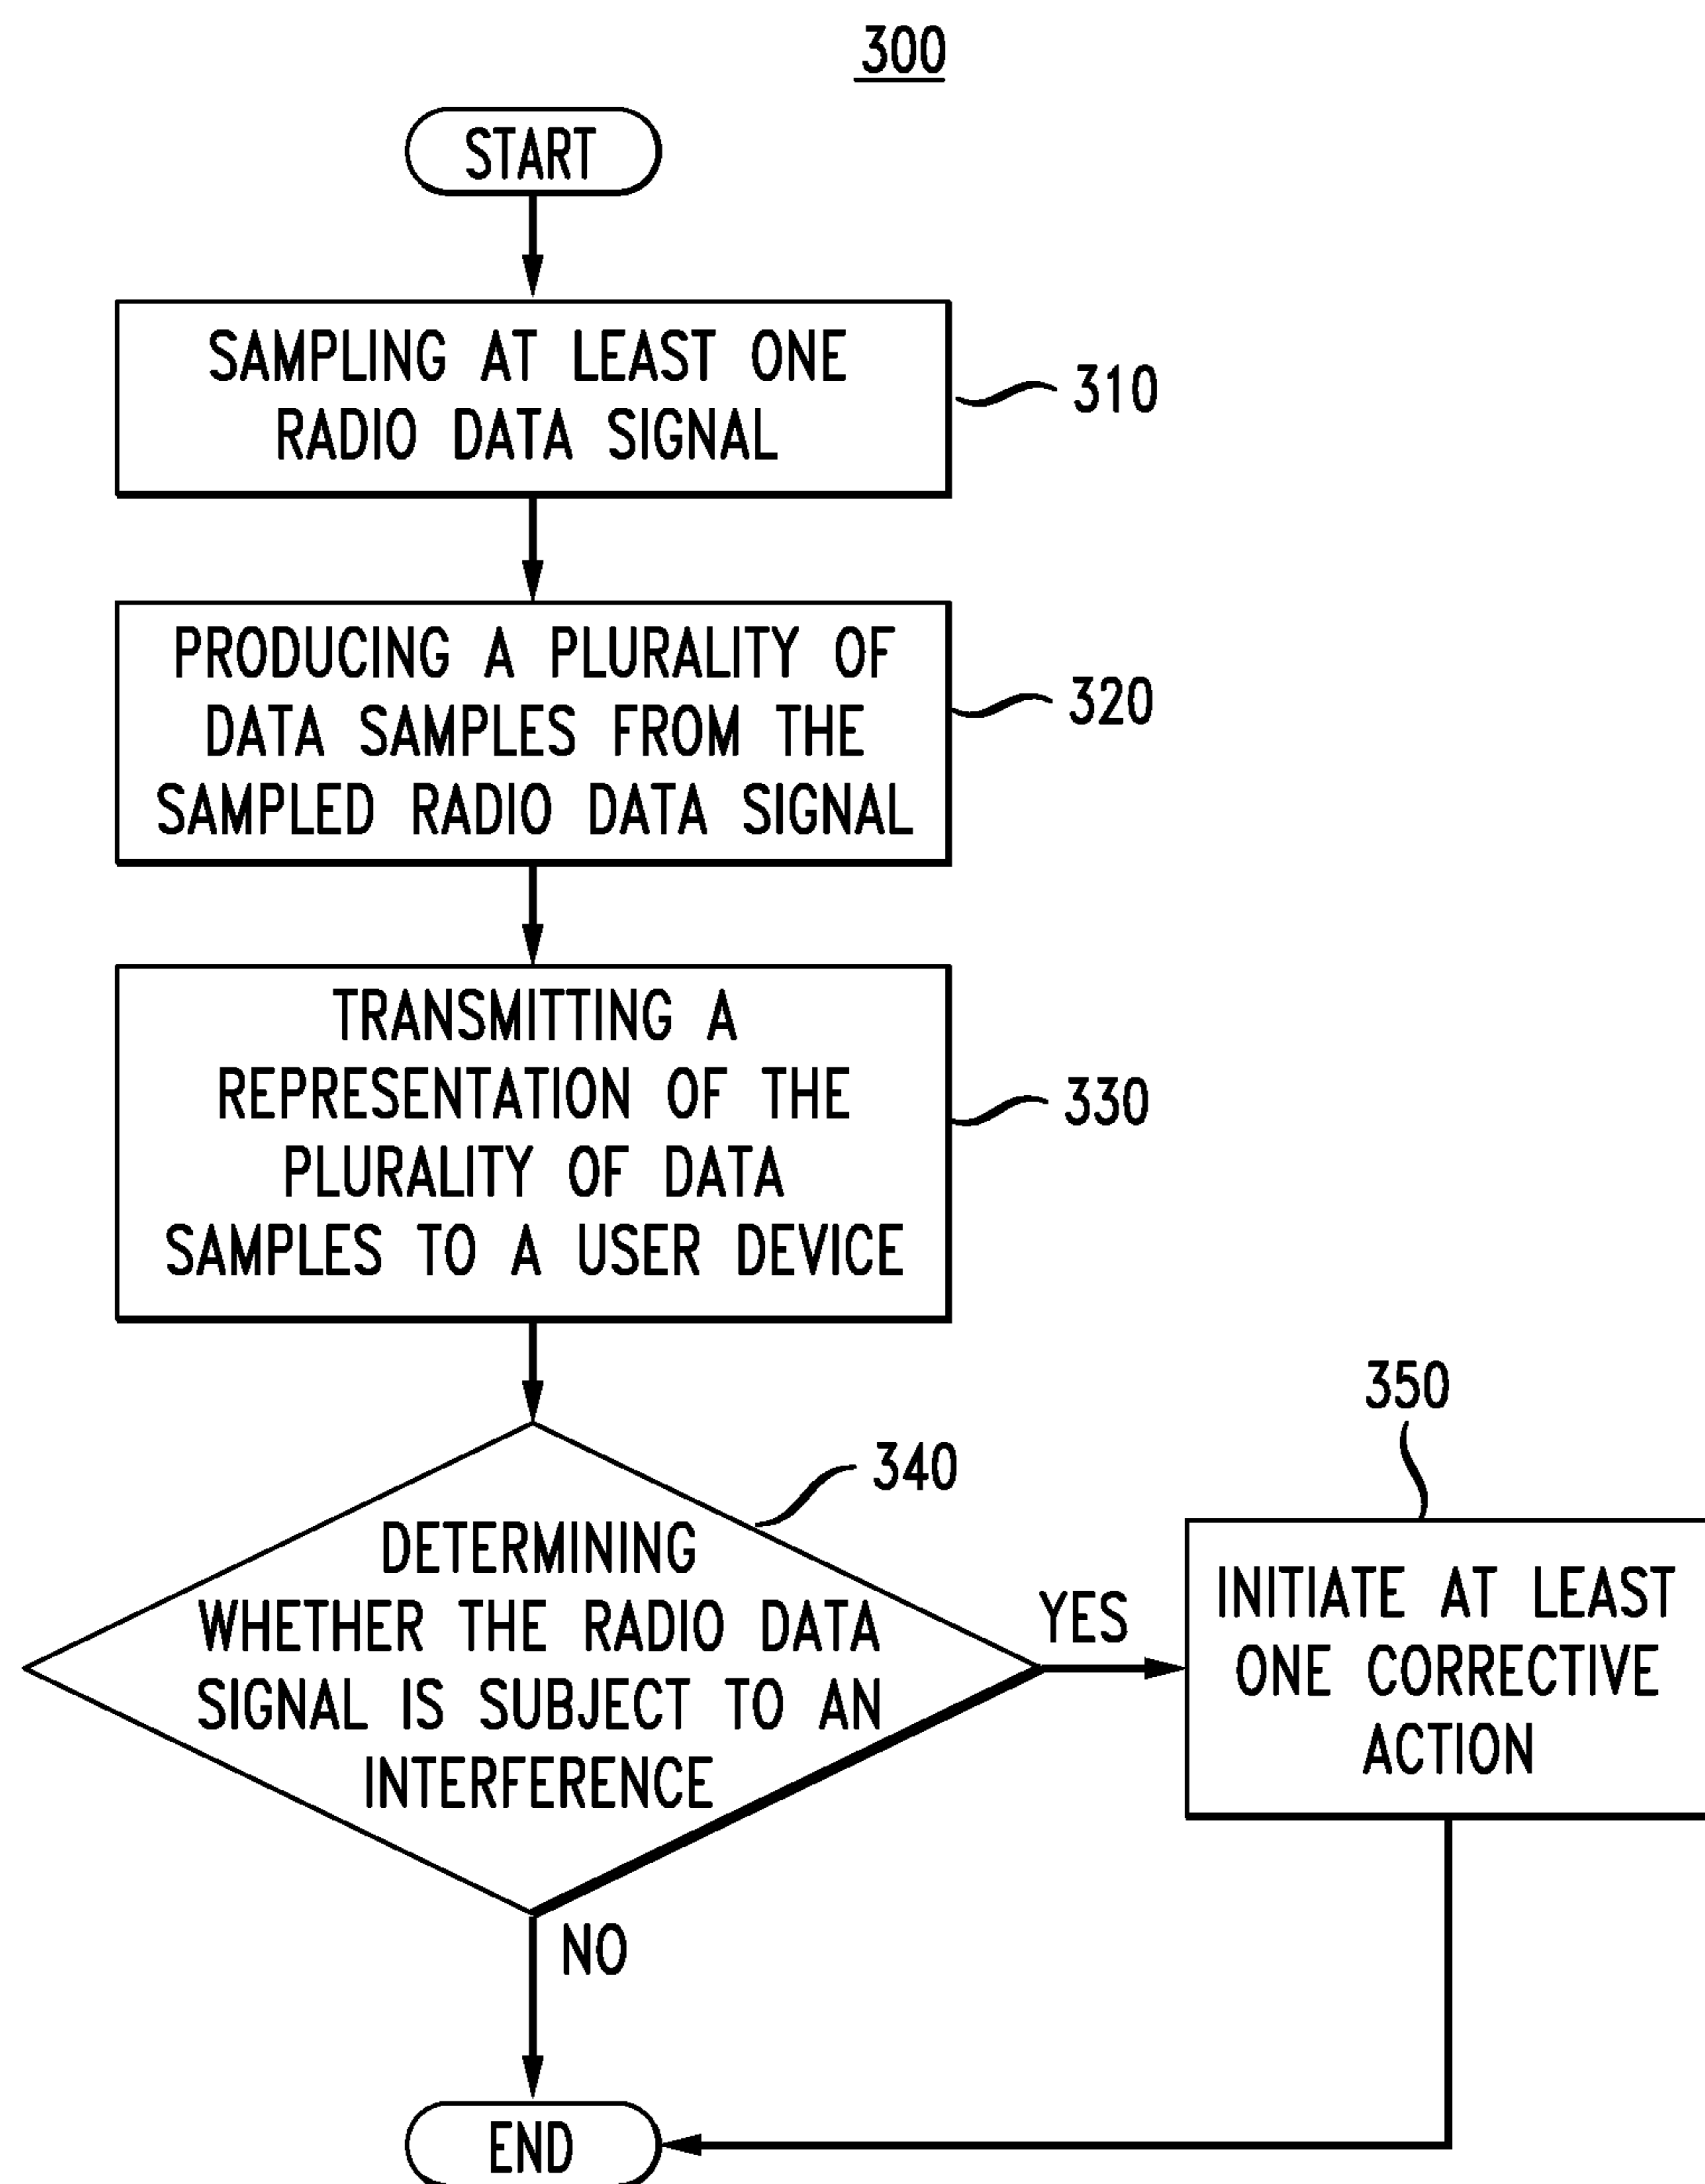 300
START
SAMPLING AT LEAST ONE
RADIO DATA SIGNAL
310
PRODUCING A PLURALITY OF
DATA SAMPLES FROM THE
SAMPLED RADIO DATA SIGNAL
320
TRANSMITTING A
REPRESENTATION OF THE
PLURALITY OF DATA
SAMPLES TO A USER DEVICE
330
340
DETERMINING
WHETHER THE RADIO DATA
SIGNAL IS SUBJECT TO AN
INTERFERENCE
YES
350
INITIATE AT LEAST
ONE CORRECTIVE
ACTION
NO
END